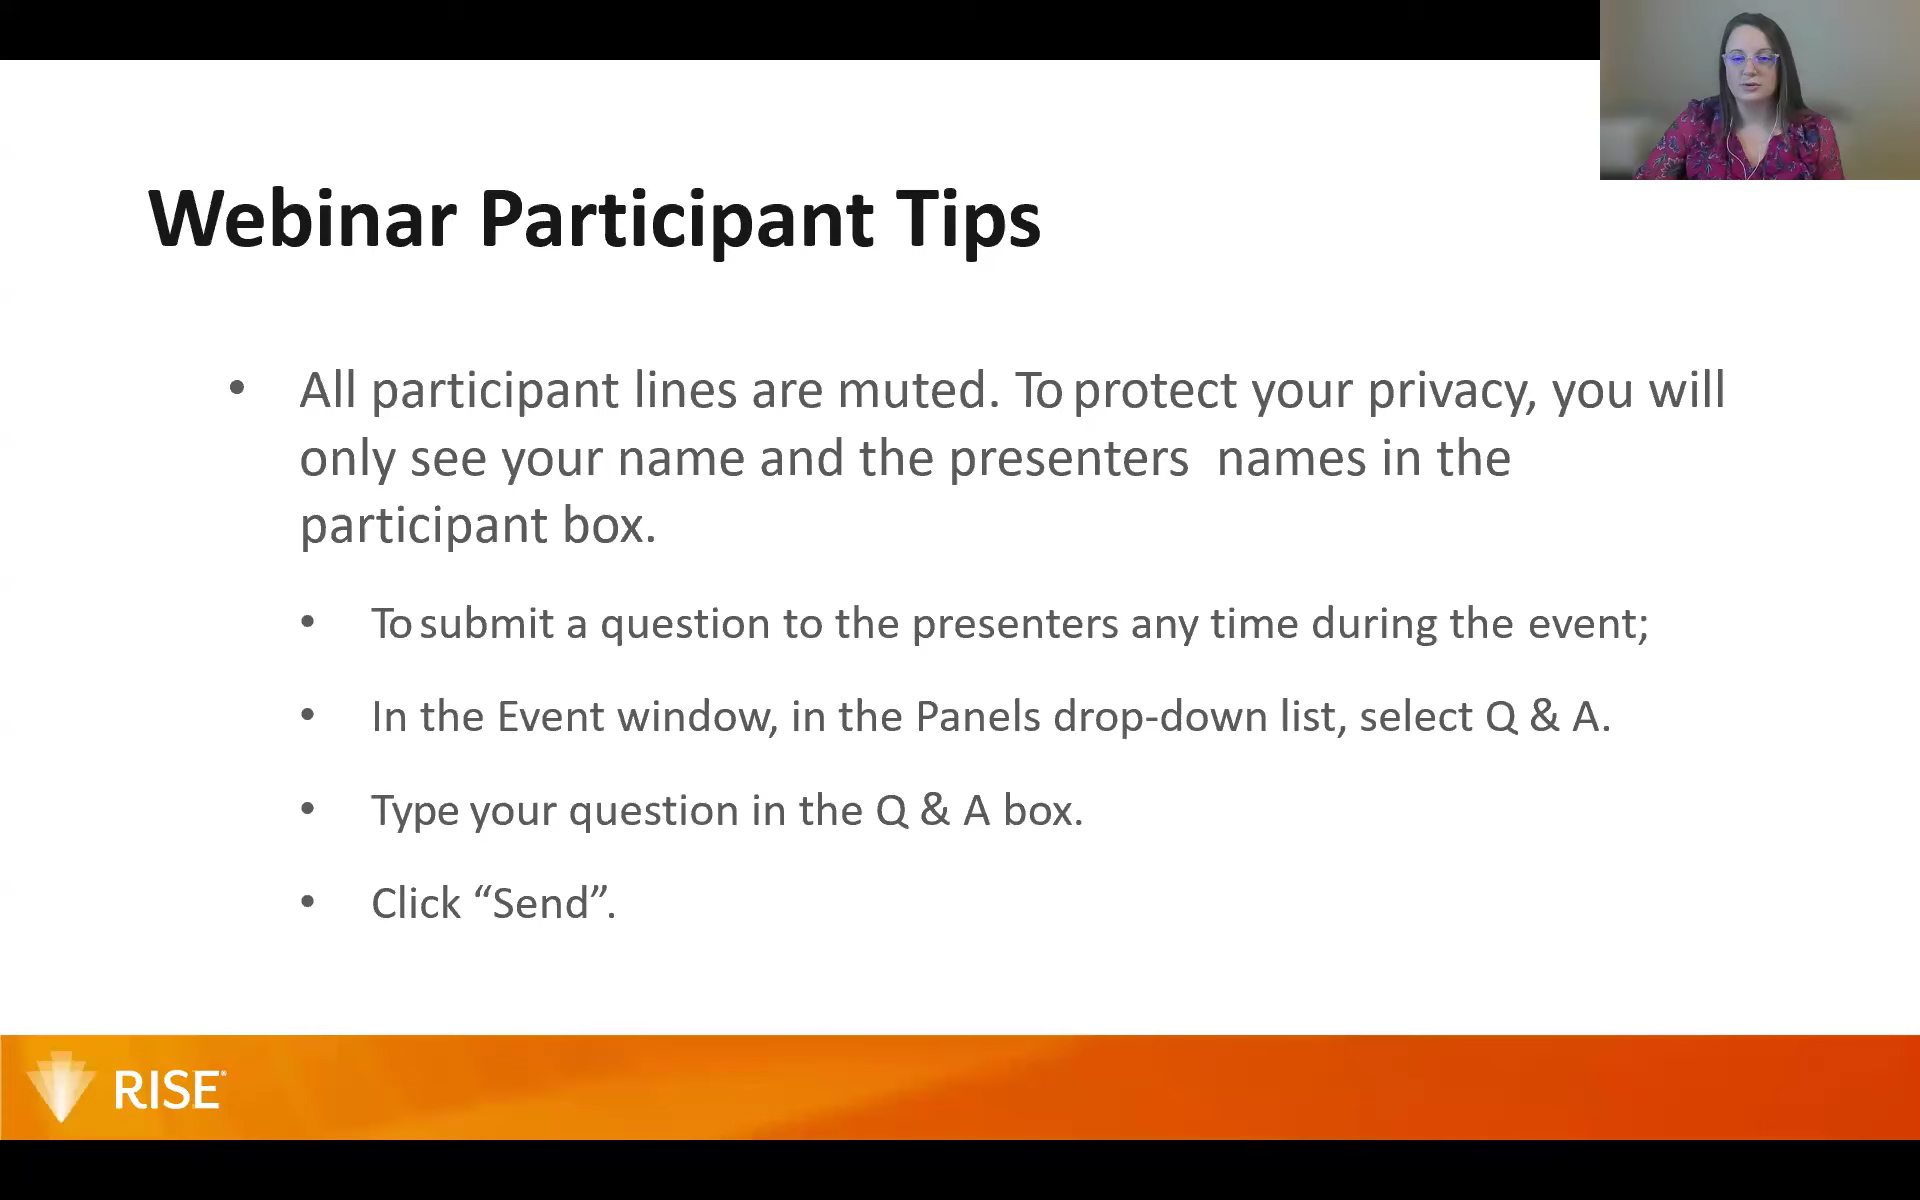 Webinar Participant Tips
• All participant lines are muted. To protect your privacy, you will
only see your name and the presenters  names in the
participant box.
• To submit a question to the presenters any time during the event;
• In the Event window, in the Panels drop-down list, select Q & A.
• Type your question in the Q & A box.
• Click “Send”.
RISE®